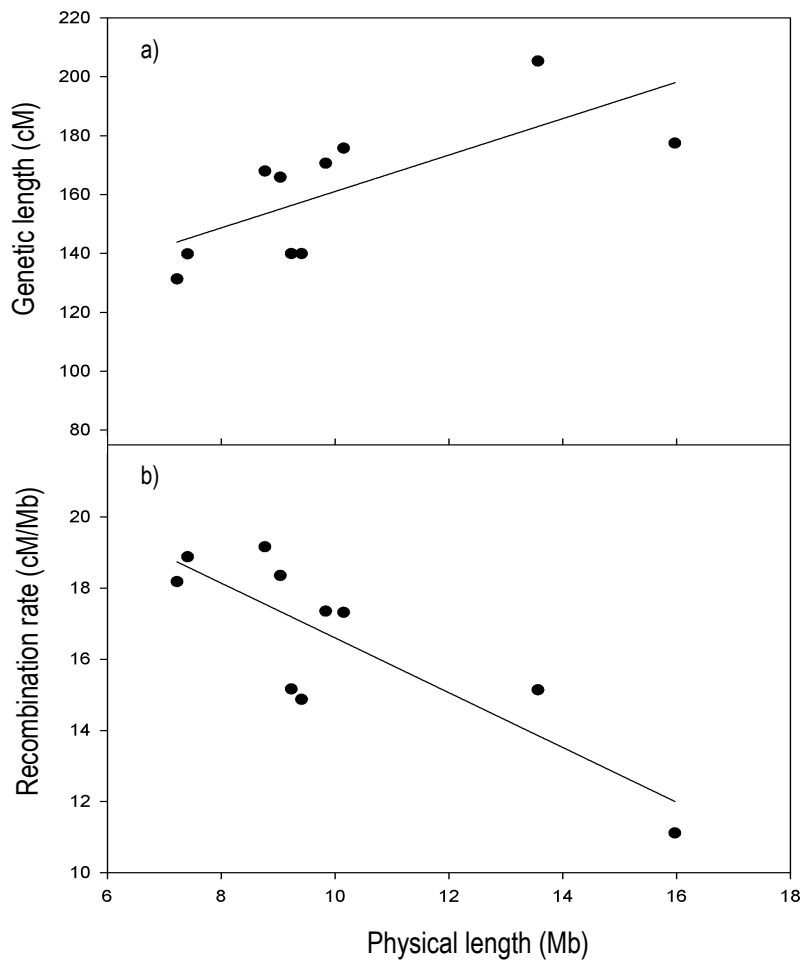 220
a)
200
180
160
140
120
100
80
Genetic length (cM)
b)
20
18
16
14
12
10
Recombination rate (cM/Mb)
6 8 10 12 14 16 18
Physical length (Mb)